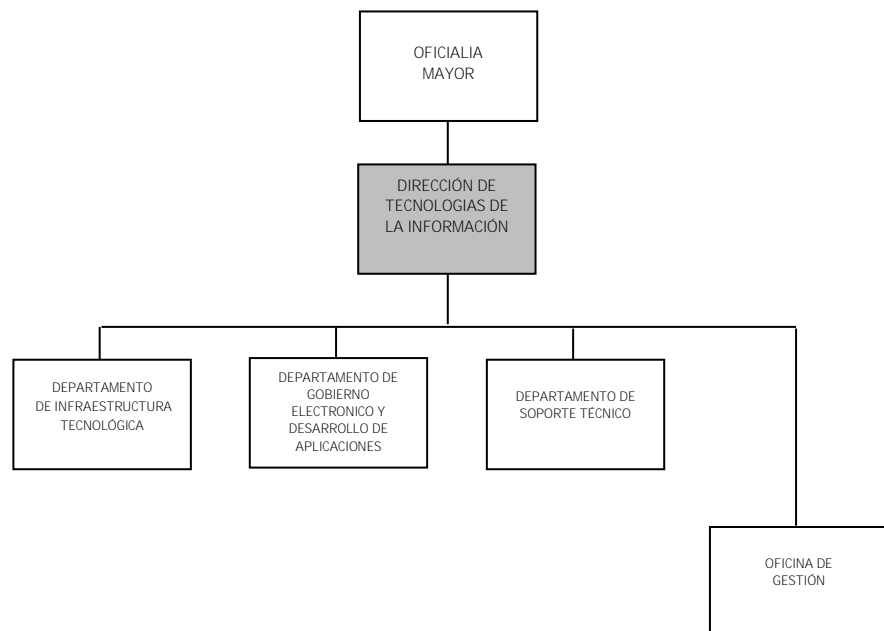 OFICIALIA
MAYOR
DIRECCIÓN DE
TECNOLOGIAS DE
LA INFORMACIÓN
DEPARTAMENTO
DE INFRAESTRUCTURA
TECNOLÓGICA
DEPARTAMENTO DE
GOBIERNO
ELECTRONICO Y
DESARROLLO DE
APLICACIONES
DEPARTAMENTO DE
SOPORTE TÉCNICO
OFICINA DE
GESTIÓN